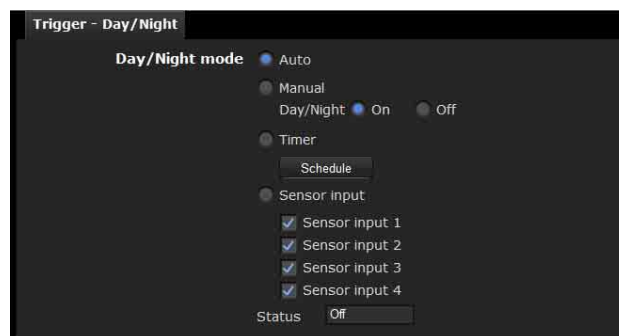 Trigger - Day/Night
Day/Night mode Auto
Manual
Day/Night On Off
Timer
Schedule
Sensor input
Sensor input 1
Sensor input 2
Sensor input 3
Sensor input 4
Status Off